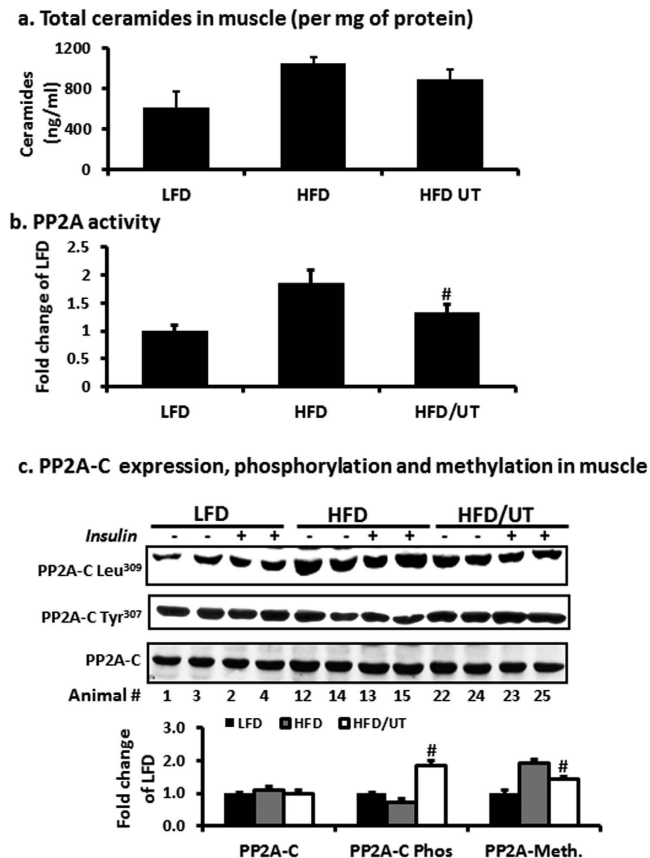 a. Total ceramides in muscle (per mg of protein)
Ceramides
(ng/ml)
1200
800
400
0
LFD HFD HFD UT
b. PP2A activity
Fold change of LFD
2.5
2
1.5
1
0.5
0
#
LFD HFD HFD/UT
c. PP2A-C expression, phosphorylation and methylation in muscle
LFD HFD HFD/UT
Insulin - - + + - - + + - - + +
PP2A-C Leu³⁰⁹
PP2A-C Tyr³⁰⁷
PP2A-C
Animal # 1 3 2 4 12 14 13 15 22 24 23 25
Fold change
of LFD
3.0
2.0
1.0
0.0
LFD HFD HFD/UT
# #
PP2A-C PP2A-C Phos PP2A-Meth.